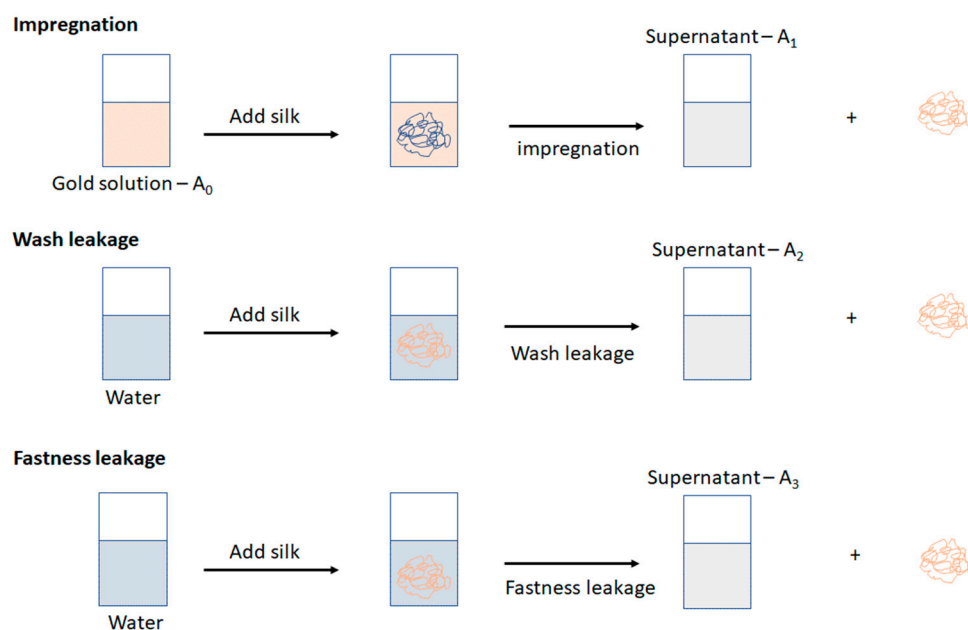 Impregnation
Supernatant – A₁
Add silk
+
impregnation
Gold solution – A₀
Wash leakage
Supernatant – A₂
Add silk
+
Wash leakage
Water
Fastness leakage
Supernatant – A₃
Add silk
+
Fastness leakage
Water